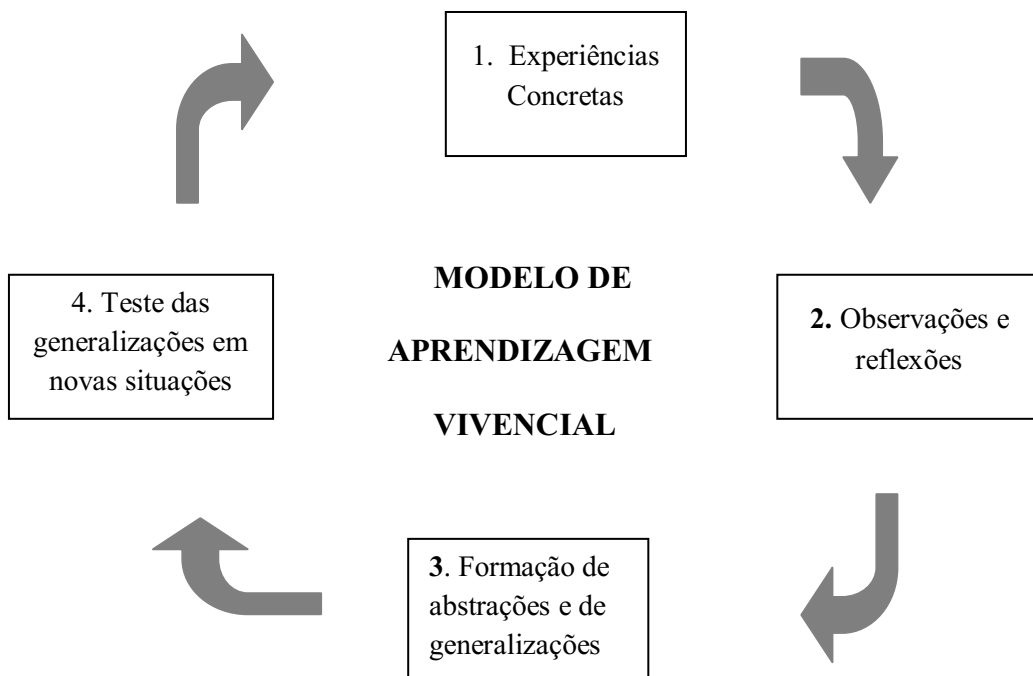 1. Experiências
Concretas
MODELO DE
APRENDIZAGEM
VIVENCIAL
2. Observações e
reflexões
3. Formação de
abstrações e de
generalizações
4. Teste das
generalizações em
novas situações